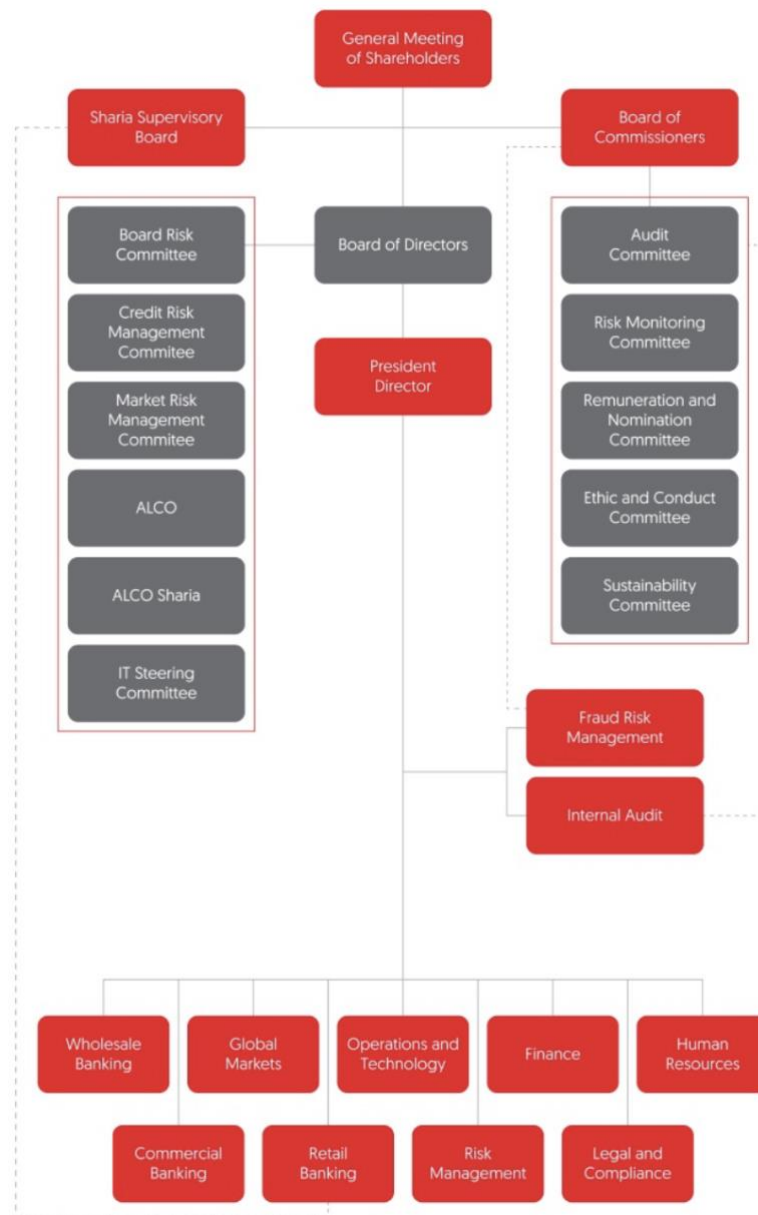 General Meeting
of Shareholders
Sharia Supervisory
Board
Board of
Commissioners
Board Risk
Committee
Board of Directors
Audit
Committee
Credit Risk
Management
Commitee
Risk Monitoring
Committee
President
Director
Market Risk
Management
Commitee
Remuneration and
Nomination
Committee
ALCO
Ethic and Conduct
Committee
ALCO Sharia
Sustainability
Committee
IT Steering
Committee
Fraud Risk
Management
Internal Audit
Wholesale
Banking
Global
Markets
Operations and
Technology
Finance
Human
Resources
Commercial
Banking
Retail
Banking
Risk
Management
Legal and
Compliance